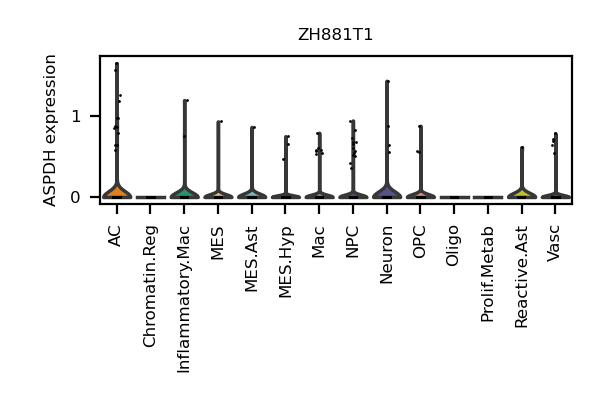 ZH881T1
ASPDH expression
1
0
AC
Chromatin.Reg
Inflammatory.Mac
MES
MES.Ast
MES.Hyp
Mac
NPC
Neuron
OPC
Oligo
Prolif.Metab
Reactive.Ast
Vasc